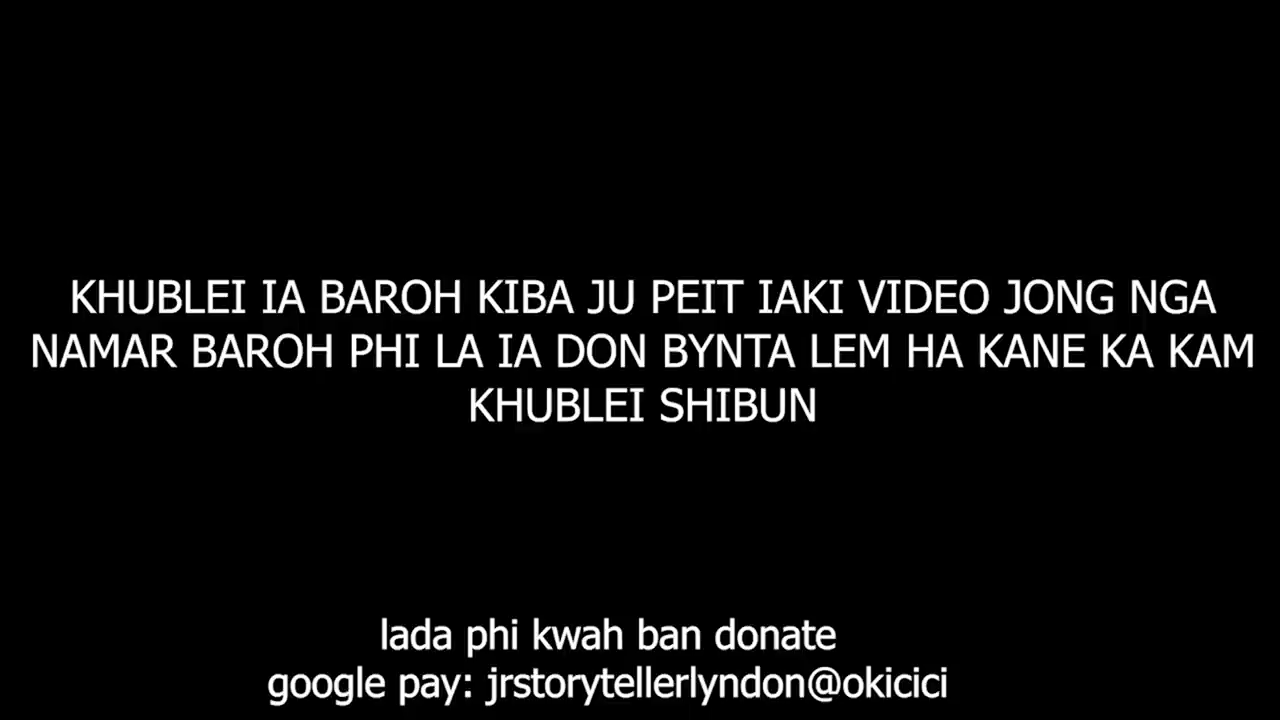 KHUBLEI IA BAROH KIBA JU PEIT IAKI VIDEO JONG NGA
NAMAR BAROH PHI LA IA DON BYNTA LEM HA KANE KA KAM
KHUBLEI SHIBUN
lada phi kwah ban donate
google pay: jrstorytellerlyndon@okicici